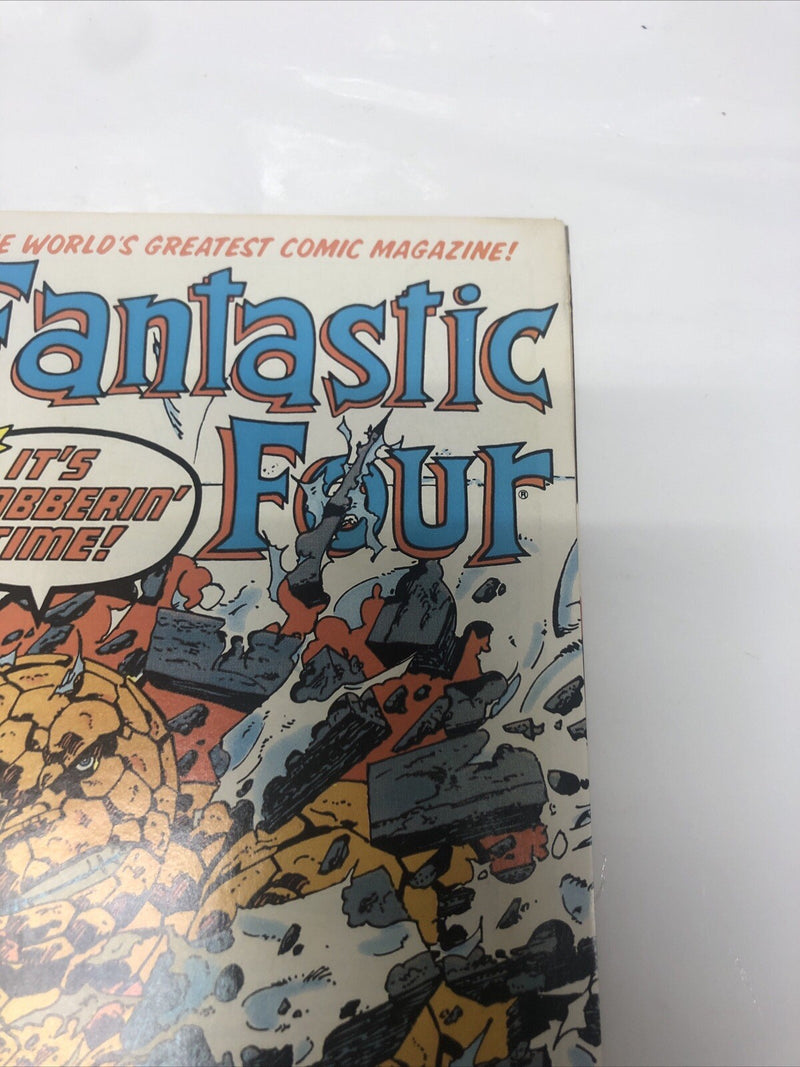 E WORLD'S GREATEST COMIC MAGAZINE!
Fantastic
Four®
IT'S
OBBERIN'
TIME!